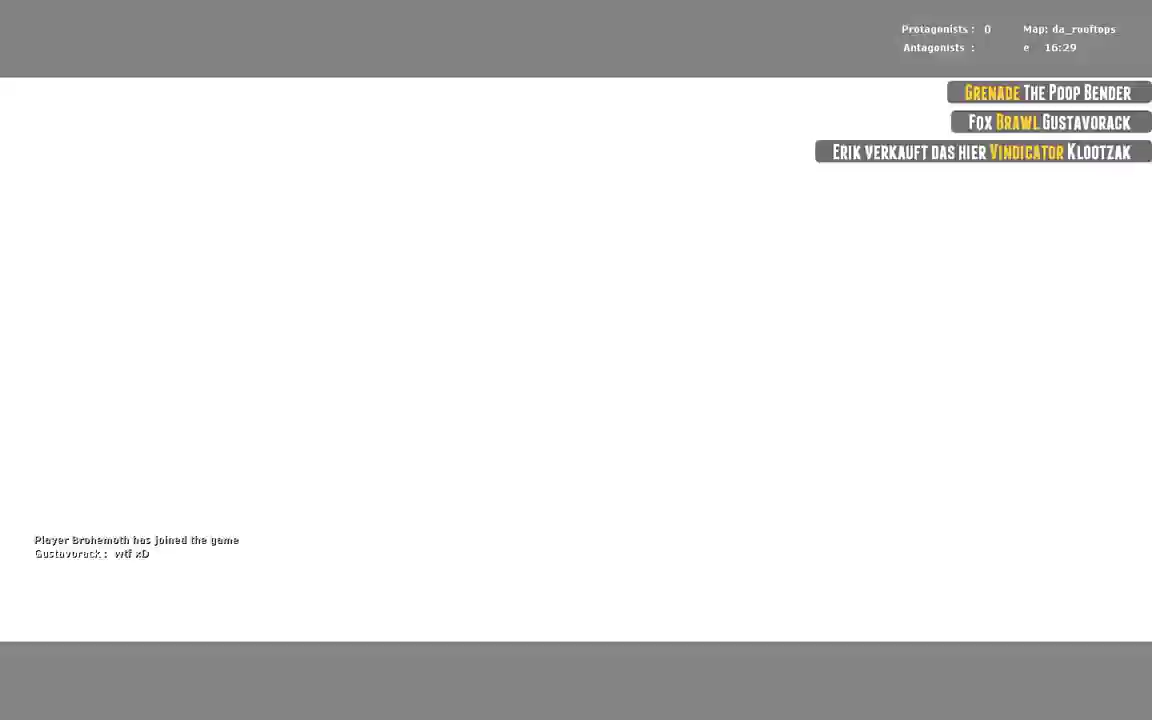 Protagonists : 0 Map: da_rooftops
Antagonists : e 16:29
Grenade The Poop Bender
Fox Brawl Gustavorack
Erik verkauft das hier Vindicator Klootzak
Player Brohemoth has joined the game
Gustavorack : wtf xD